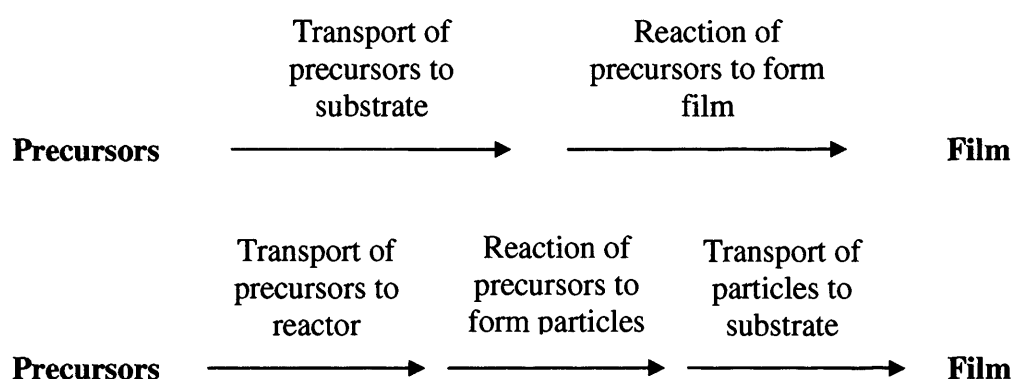 Transport of
precursors to
substrate
Reaction of
precursors to form
film
Precursors
Film
Transport of
precursors to
reactor
Reaction of
precursors to
form particles
Transport of
particles to
substrate
Precursors
Film